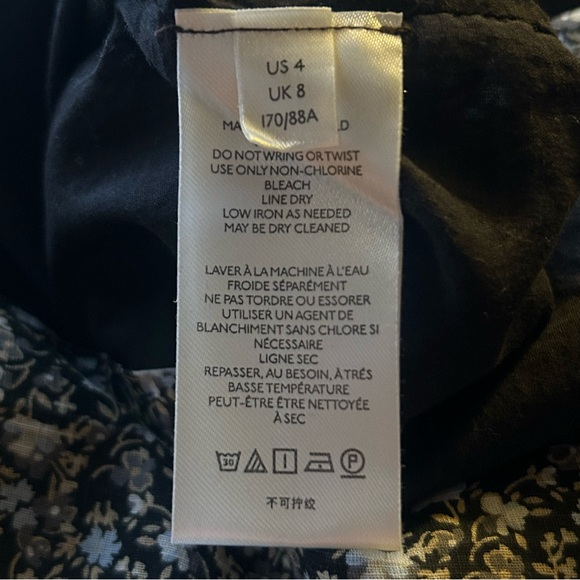 US 4
UK 8
170/88A
DO NOT WRING OR TWIST
USE ONLY NON-CHLORINE
BLEACH
LINE DRY
LOW IRON AS NEEDED
MAY BE DRY CLEANED
LAVER À LA MACHINE À L'EAU
FROIDE SÉPARÉMENT
NE PAS TORDRE OU ESSORER
UTILISER UN AGENT DE
BLANCHIMENT SANS CHLORE SI
NÉCESSAIRE
LIGNE SEC
REPASSER, AU BESOIN, À TRÉS
BASSE TEMPÉRATURE
PEUT-ÊTRE ÊTRE NETTOYÉE
À SEC
30 P
不可拧绞